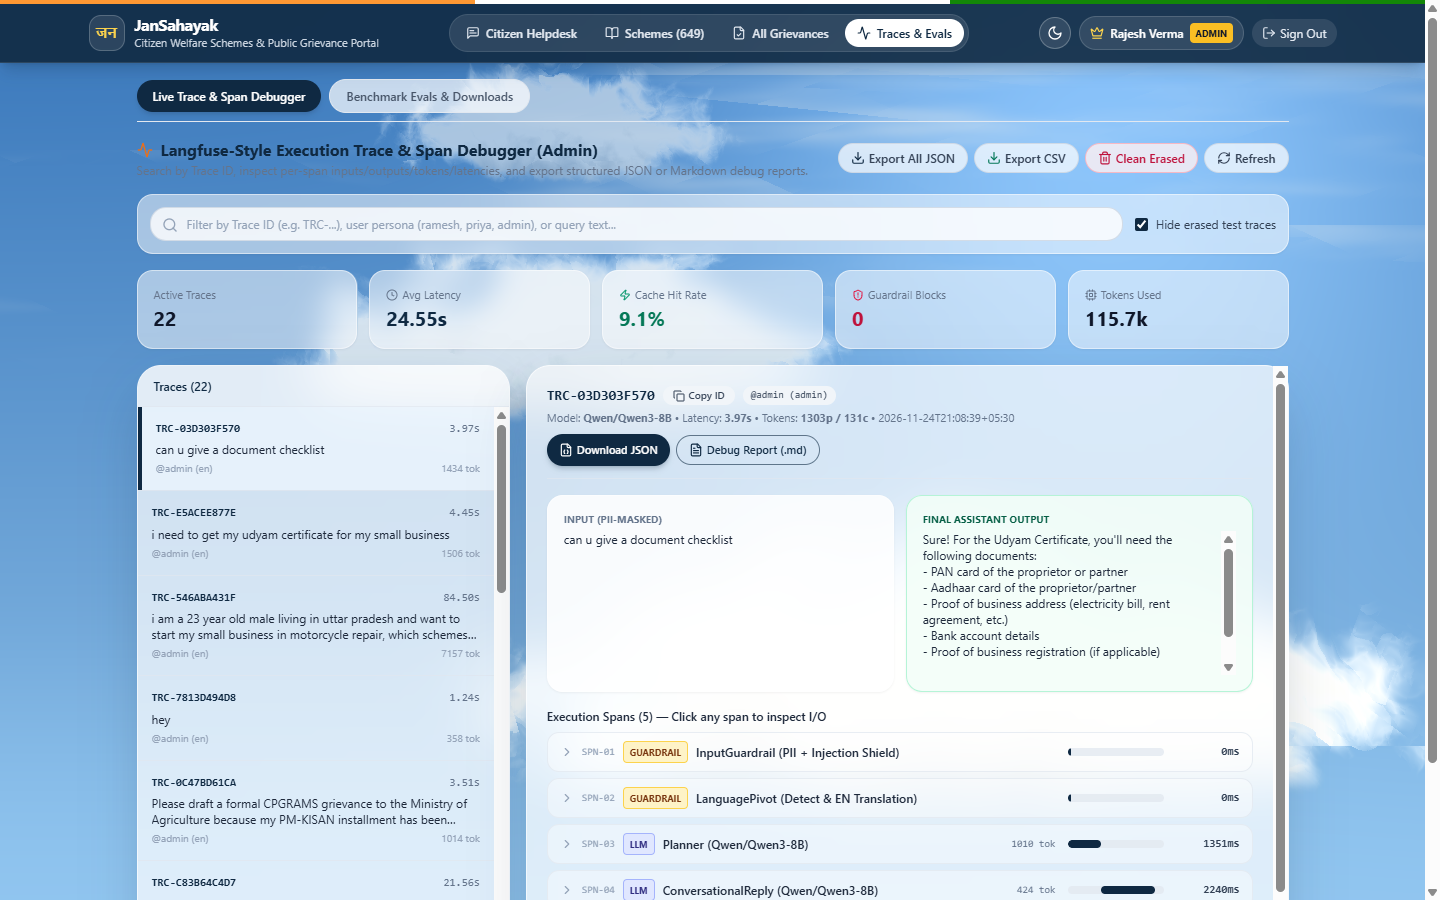 जन
JanSahayak
Citizen Welfare Schemes & Public Grievance Portal
Citizen Helpdesk
Schemes (649)
All Grievances
Traces & Evals
Rajesh Verma
ADMIN
Sign Out
Live Trace & Span Debugger
Benchmark Evals & Downloads
Langfuse-Style Execution Trace & Span Debugger (Admin)
Search by Trace ID, inspect per-span inputs/outputs/tokens/latencies, and export structured JSON or Markdown debug reports.
Export All JSON
Export CSV
Clean Erased
Refresh
Filter by Trace ID (e.g. TRC-...), user persona (ramesh, priya, admin), or query text...
Hide erased test traces
Active Traces
22
Avg Latency
24.55s
Cache Hit Rate
9.1%
Guardrail Blocks
0
Tokens Used
115.7k
Traces (22)
TRC-03D303F570 3.97s
can u give a document checklist
@admin (en) 1434 tok
TRC-E5ACEE877E 4.45s
i need to get my udyam certificate for my small business
@admin (en) 1506 tok
TRC-546ABA431F 84.50s
i am a 23 year old male living in uttar pradesh and want to
start my small business in motorcycle repair, which schemes...
@admin (en) 7157 tok
TRC-7813D494D8 1.24s
hey
@admin (en) 358 tok
TRC-0C47BD61CA 3.51s
Please draft a formal CPGRAMS grievance to the Ministry of
Agriculture because my PM-KISAN installment has been...
@admin (en) 1014 tok
TRC-C83B64C4D7 21.56s
TRC-03D303F570
Copy ID
@admin (admin)
Model: Qwen/Qwen3-8B • Latency: 3.97s • Tokens: 1303p / 131c • 2026-11-24T21:08:39+05:30
Download JSON
Debug Report (.md)
INPUT (PII-MASKED)
can u give a document checklist
FINAL ASSISTANT OUTPUT
Sure! For the Udyam Certificate, you'll need the
following documents:
- PAN card of the proprietor or partner
- Aadhaar card of the proprietor/partner
- Proof of business address (electricity bill, rent
agreement, etc.)
- Bank account details
- Proof of business registration (if applicable)
Execution Spans (5) — Click any span to inspect I/O
SPN-01 GUARDRAIL InputGuardrail (PII + Injection Shield) 0ms
SPN-02 GUARDRAIL LanguagePivot (Detect & EN Translation) 0ms
SPN-03 LLM Planner (Qwen/Qwen3-8B) 1010 tok 1351ms
SPN-04 LLM ConversationalReply (Qwen/Qwen3-8B) 424 tok 2240ms